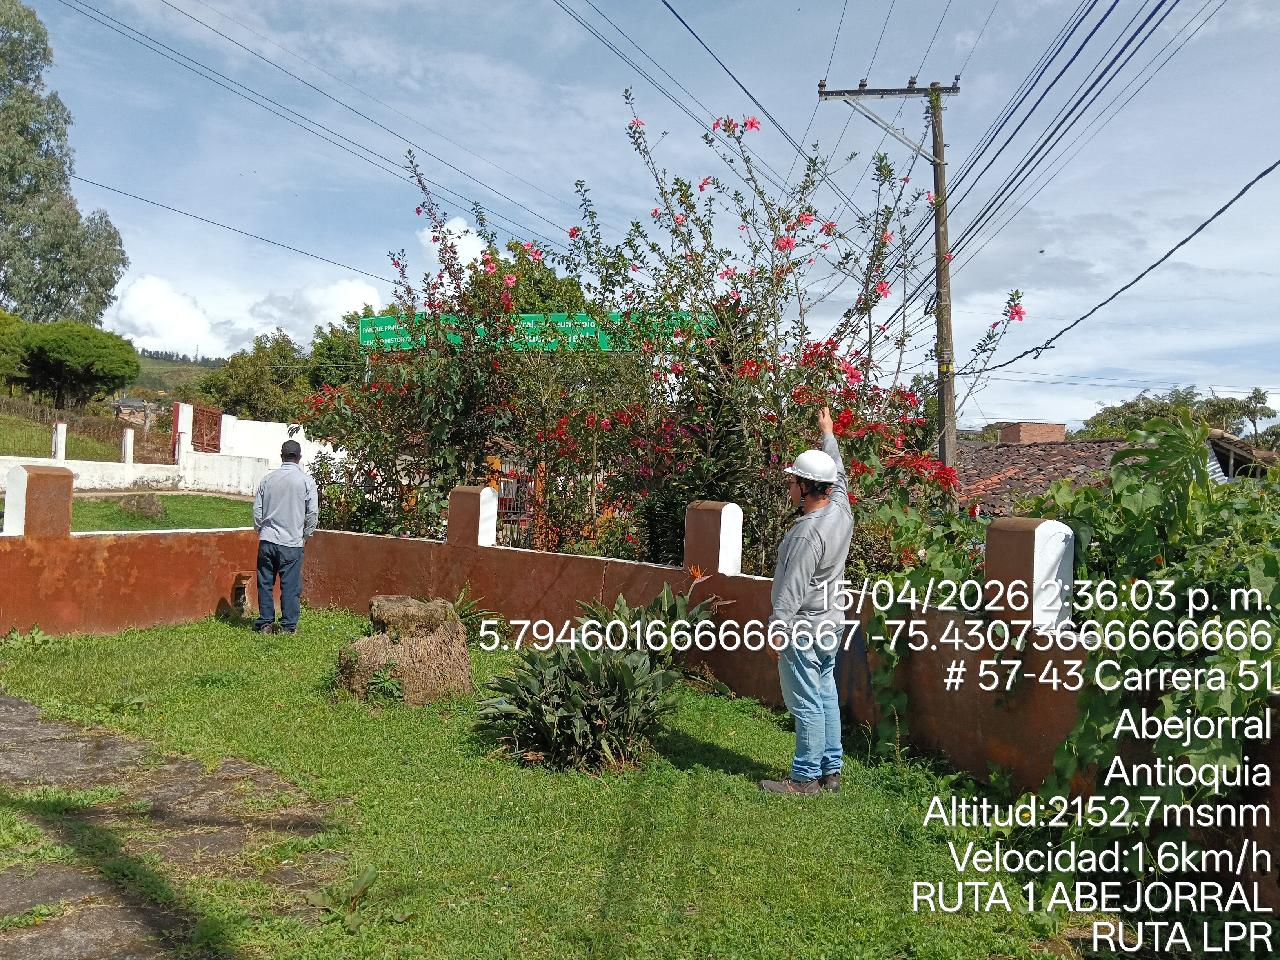 15/04/2026 2:36:03 p. m.
5.794601666666667 -75.43073666666666
# 57-43 Carrera 51
Abejorral
Antioquia
Altitud:2152.7msnm
Velocidad:1.6km/h
RUTA 1 ABEJORRAL
RUTA LPR